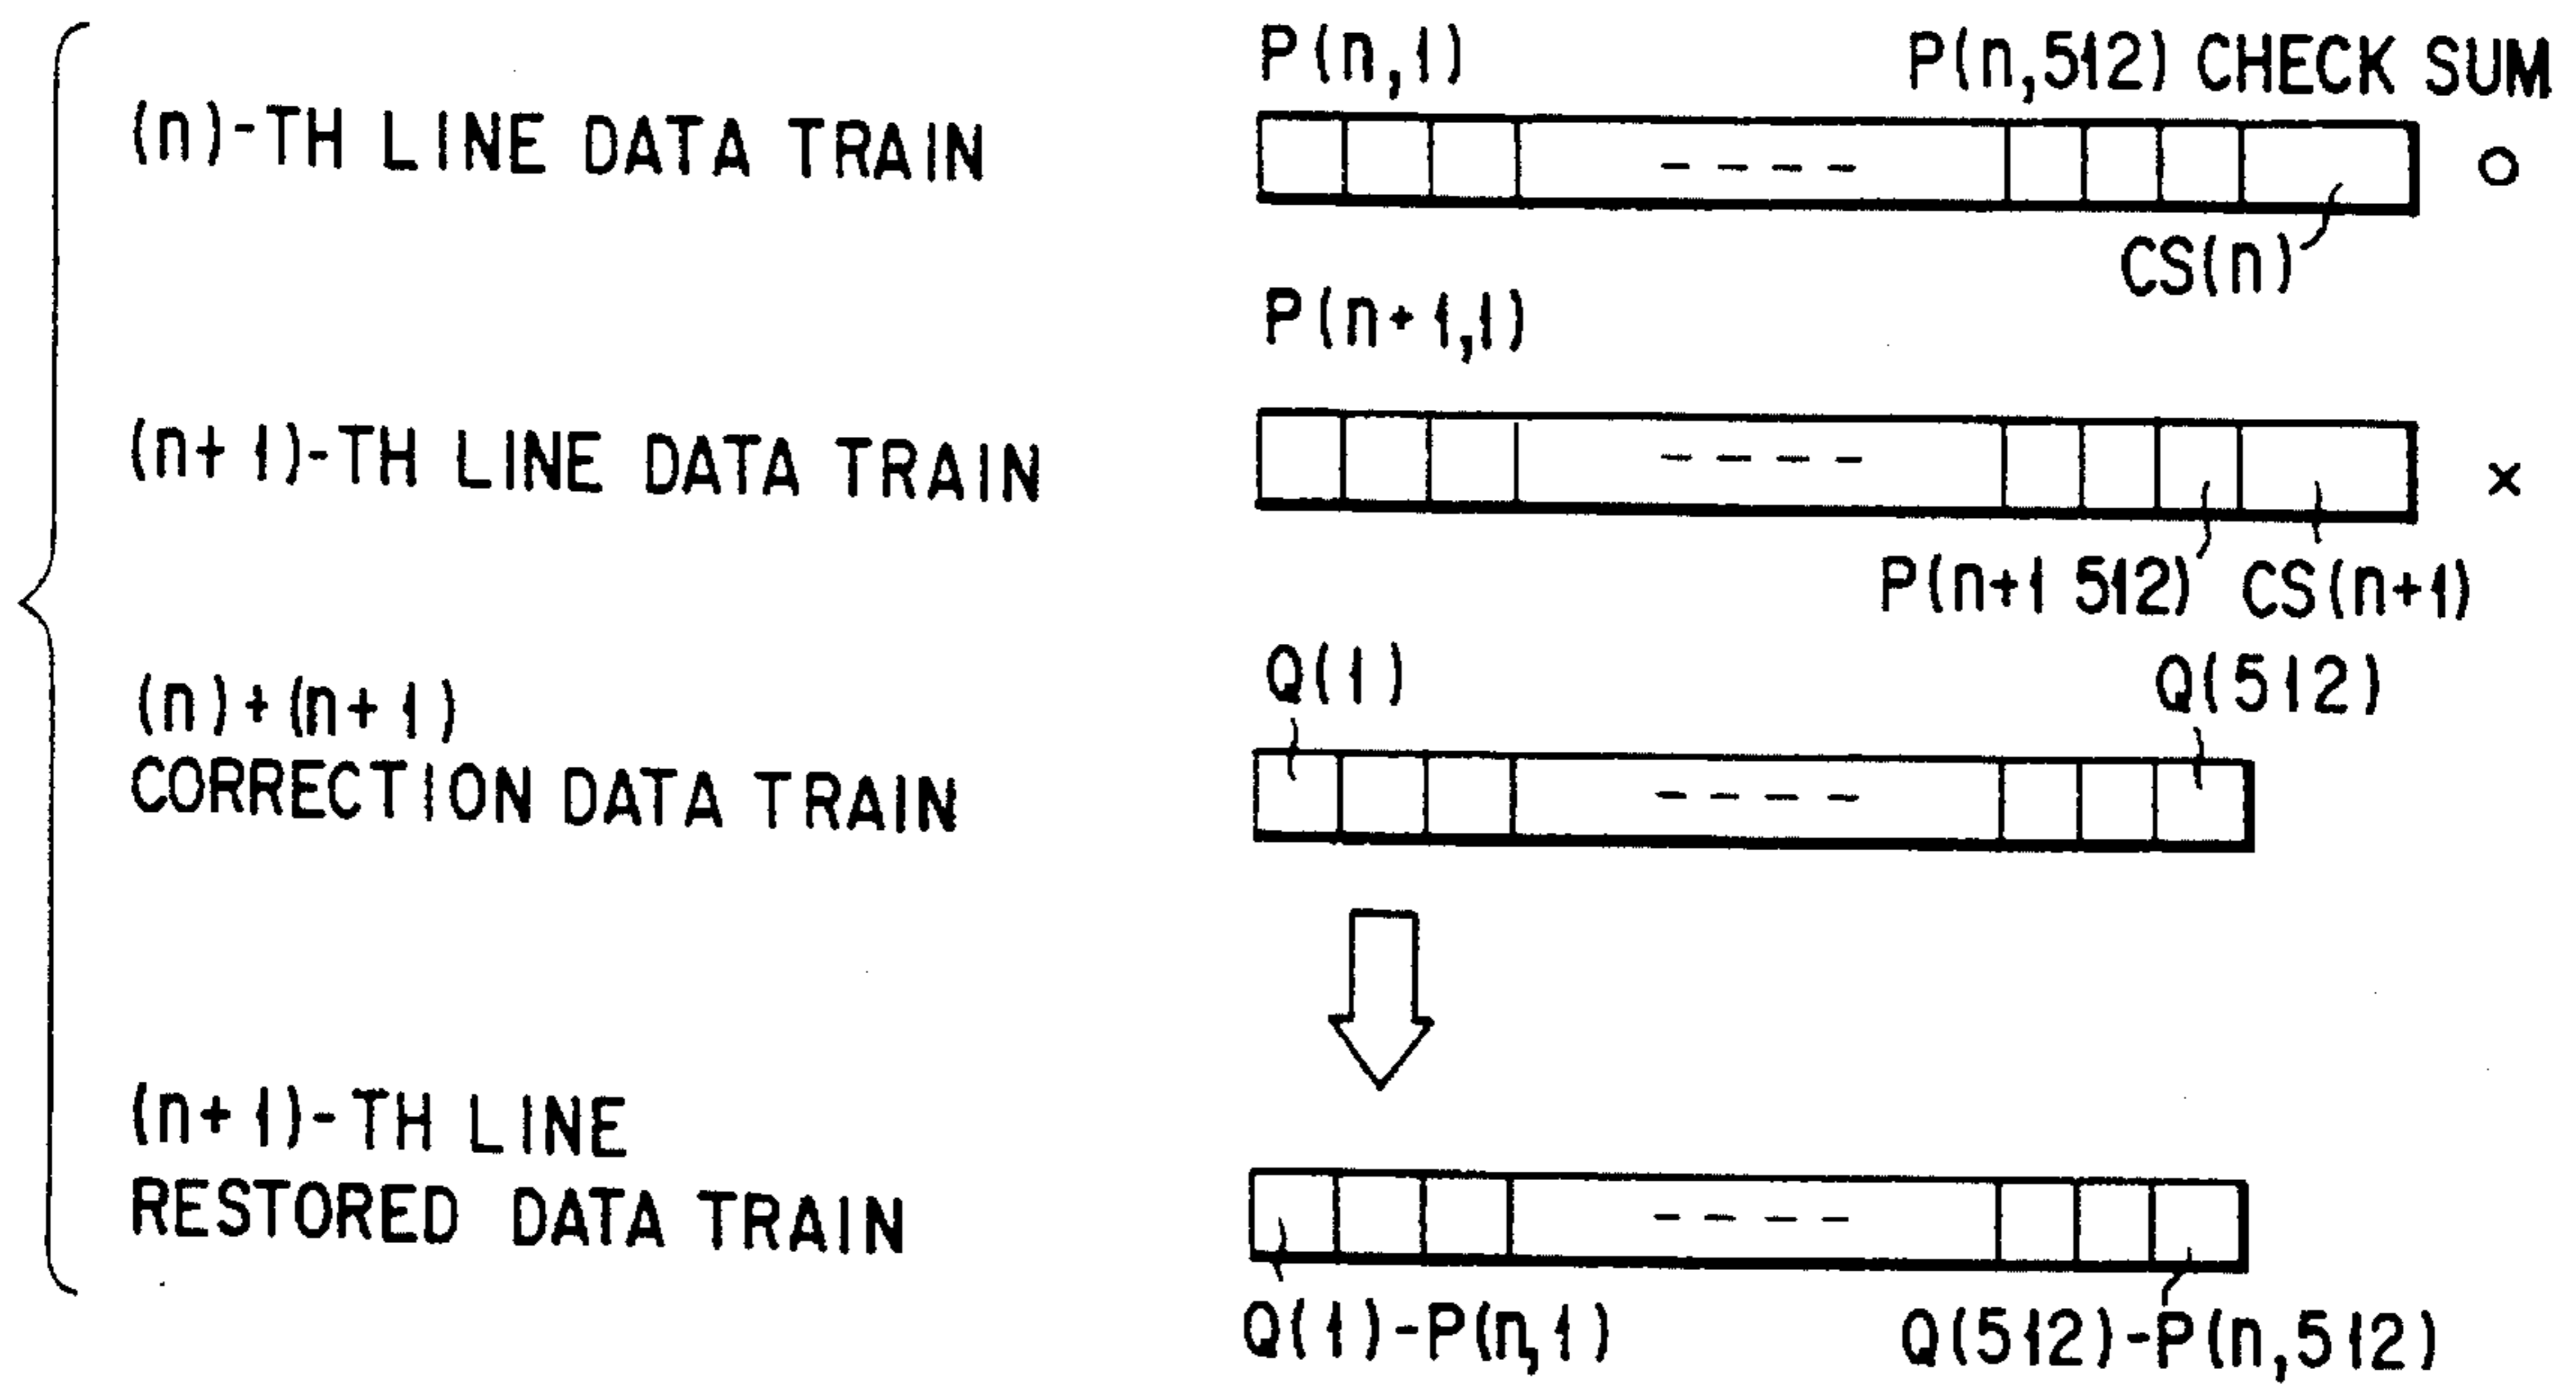 P(n,1)
P(n,512) CHECK SUM
(n)-TH LINE DATA TRAIN
- - - -
○
CS(n)
P(n+1,1)
(n+1)-TH LINE DATA TRAIN
- - - -
×
P(n+1 512)
CS(n+1)
(n)+(n+1)
CORRECTION DATA TRAIN
Q(1)
Q(512)
- - - -
(n+1)-TH LINE
RESTORED DATA TRAIN
- - - -
Q(1)-P(n,1)
Q(512)-P(n,512)